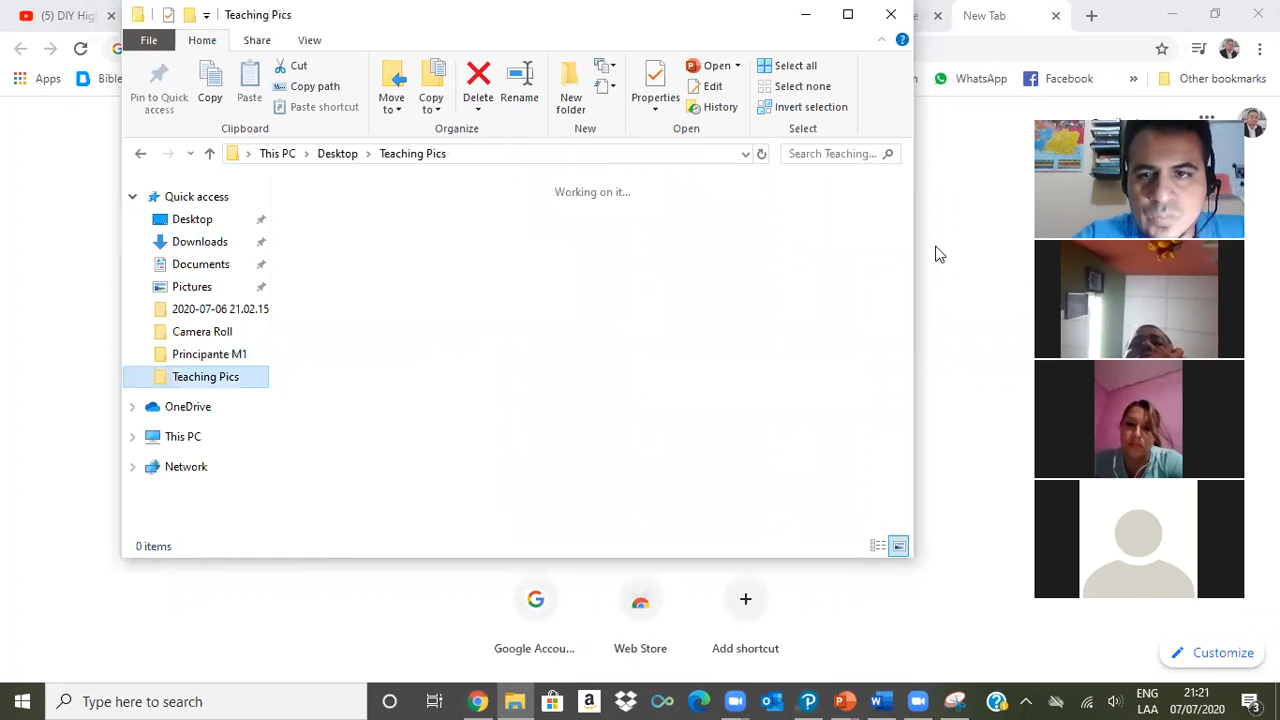 (5) DIY Hig
Teaching Pics
New Tab
File
Home
Share
View
Apps
Bible
WhatsApp
Facebook
»
Other bookmarks
Pin to Quick access
Copy
Paste
Cut
Copy path
Paste shortcut
Clipboard
Move to
Copy to
Delete
Rename
Organize
New folder
New
Properties
Open
Edit
History
Open
Select all
Select none
Invert selection
Select
This PC > Desktop > Teaching Pics
Search Teaching...
Quick access
Desktop
Downloads
Documents
Pictures
2020-07-06 21.02.15
Camera Roll
Principante M1
Teaching Pics
OneDrive
This PC
Network
Working on it...
0 items
Google Accou...
Web Store
Add shortcut
Customize
Type here to search
ENG
LAA
21:21
07/07/2020
3